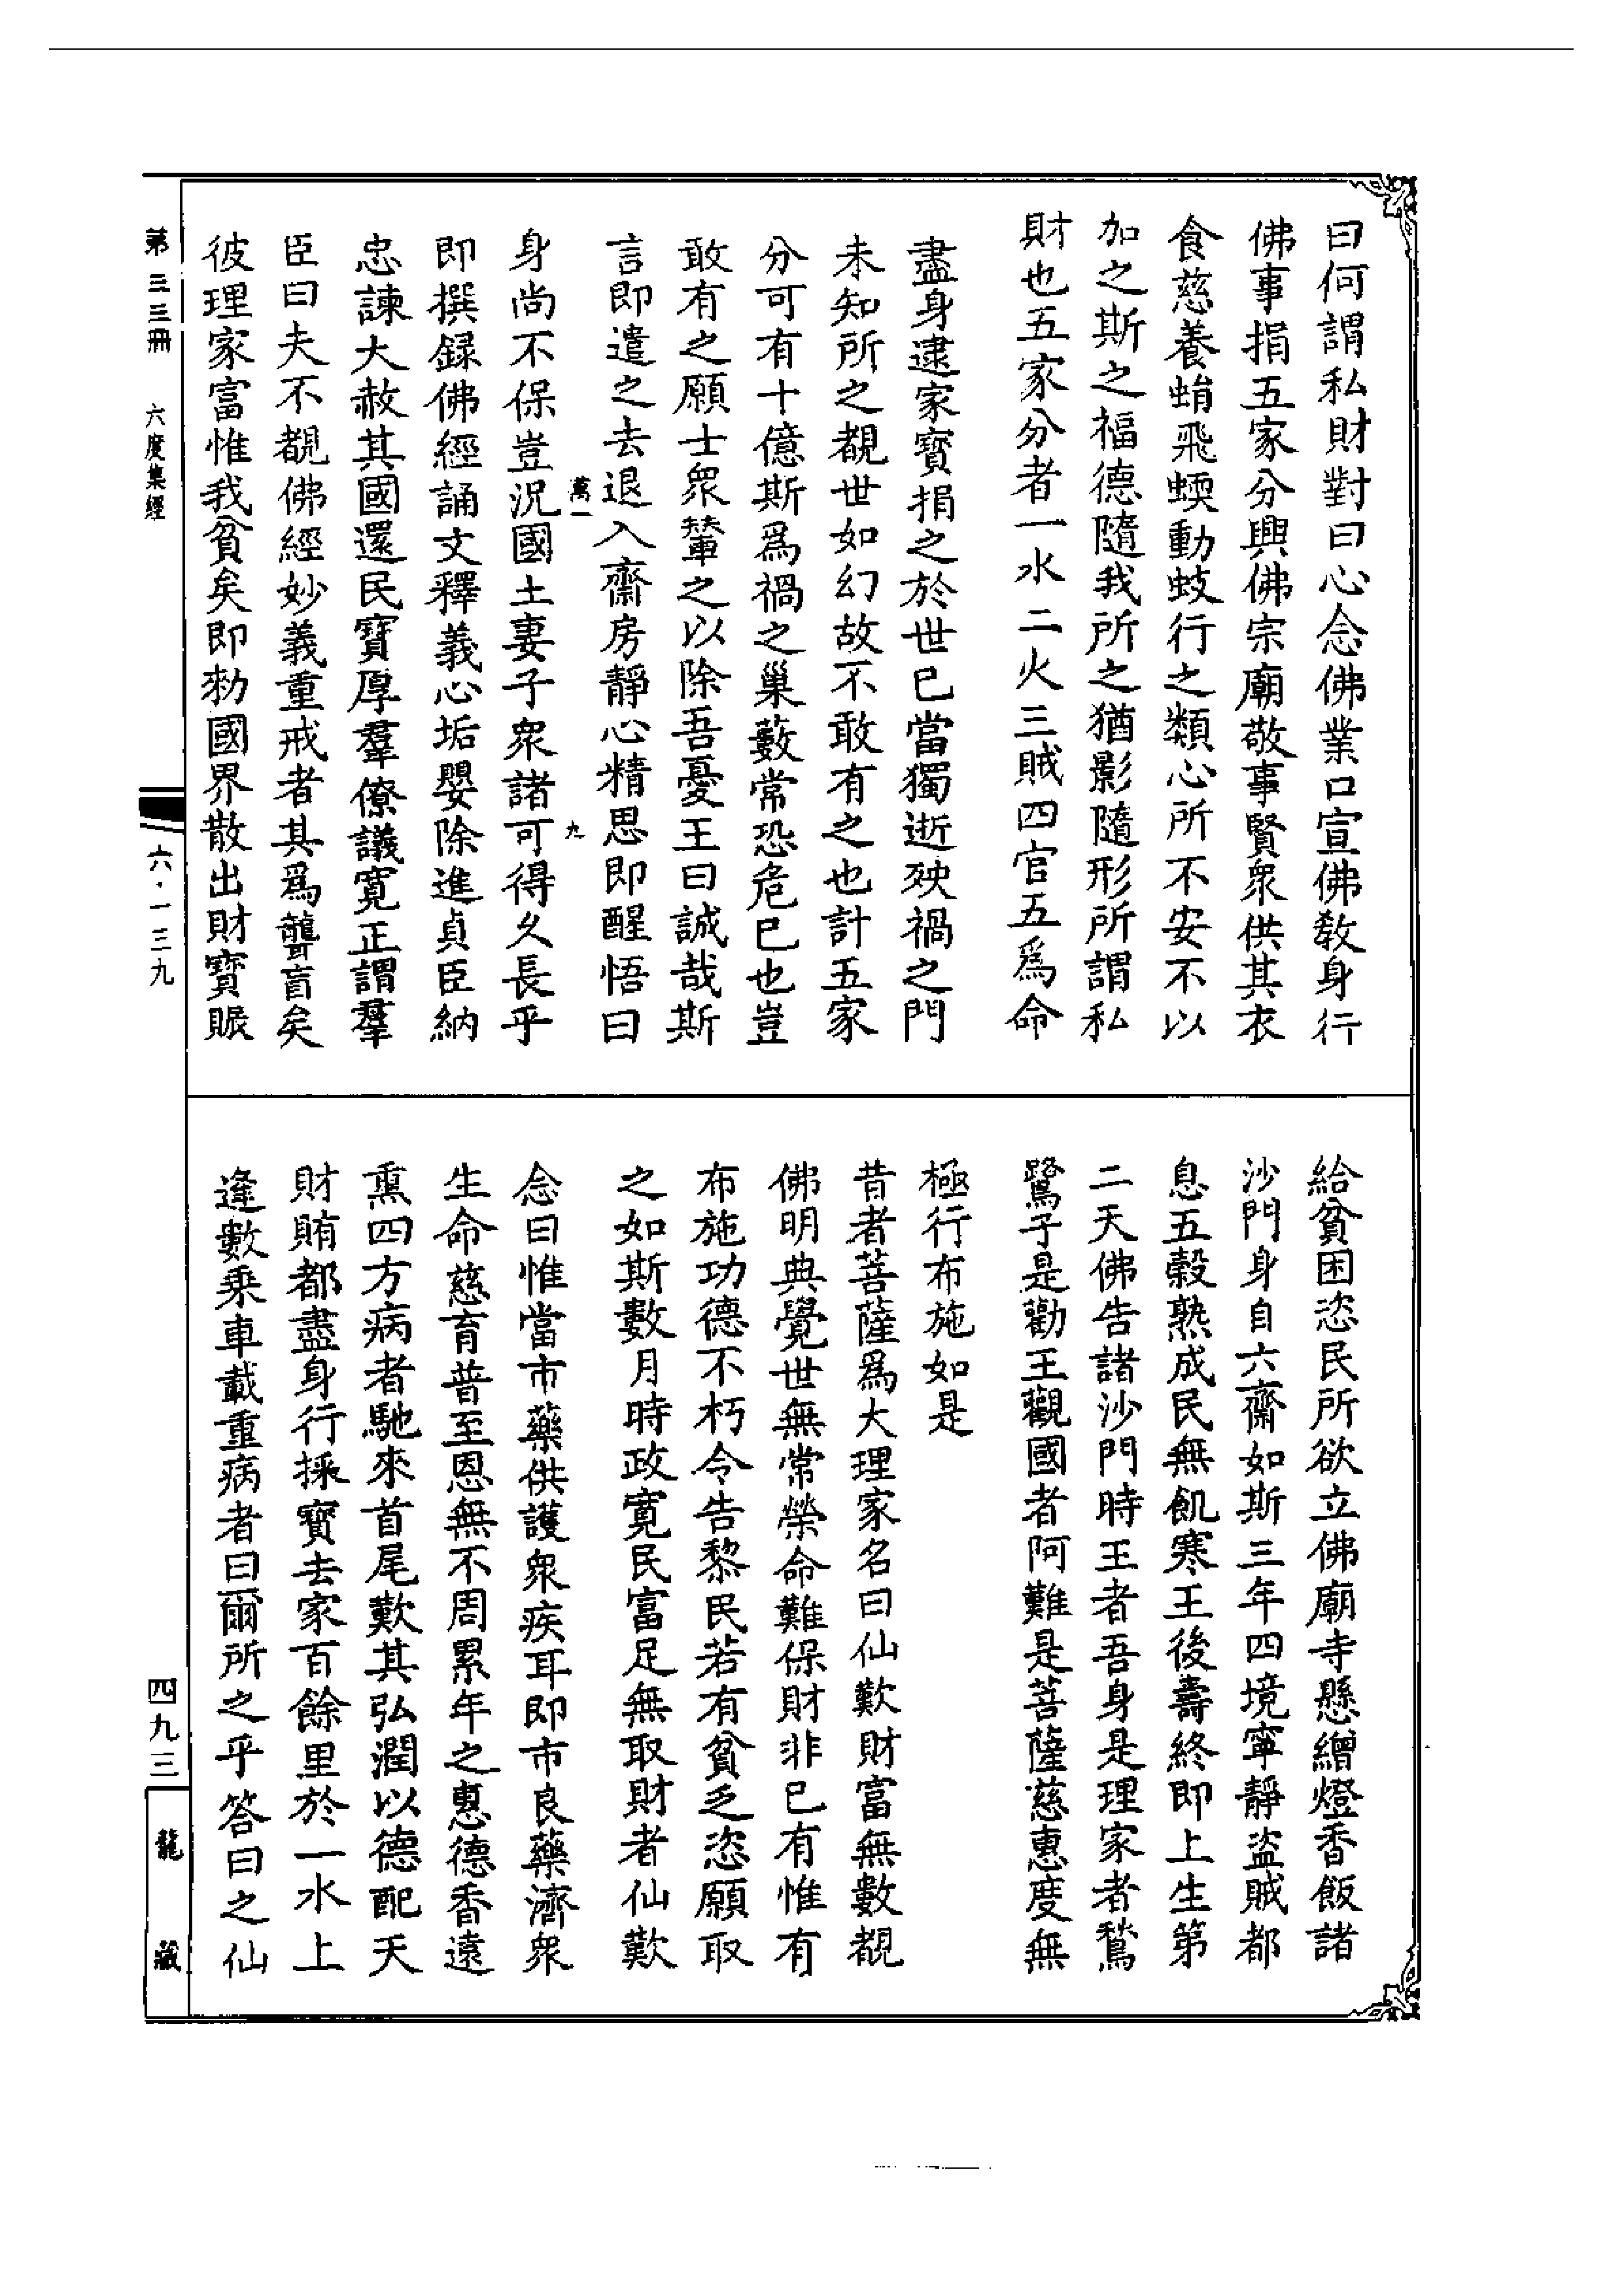 曰何謂私財對曰心念佛業口宣佛教身行
佛事捐五家分興佛宗廟敬事賢衆供其衣
食慈養蜎飛蝡動蚑行之類心所不安不以
加之斯之福德隨我所之猶影隨形所謂私
財也五家分者一水二火三賊四官五爲命
盡身逮家寶捐之於世已當獨逝殃禍之門
未知所之覩世如幻故不敢有之也計五家
分可有十億斯爲禍之巢藪常恐危已也豈
敢有之願士衆輦之以除吾憂王曰誠哉斯
言即遣之去退入齋房靜心精思即醒悟曰
萬一
九
身尚不保豈況國土妻子衆諸可得久長乎
即撰録佛經誦文釋義心垢嬰除進貞臣納
忠諫大赦其國還民寶厚羣僚議寛正謂羣
臣曰夫不覩佛經妙義重戒者其爲聾盲矣
彼理家富惟我貧矣即勑國界散出財寶賑
給貧困恣民所欲立佛廟寺懸繒燈香飯諸
沙門身自六齋如斯三年四境寧靜盜賊都
息五穀熟成民無飢寒王後壽終即上生第
二天佛告諸沙門時王者吾身是理家者鶖
鷺子是勸王觀國者阿難是菩薩慈惠度無
極行布施如是
昔者菩薩爲大理家名曰仙歎財富無數覩
佛明典覺世無常榮命難保財非已有惟有
布施功德不朽令告黎民若有貧乏恣願取
之如斯數月時政寛民富足無取財者仙歎
念曰惟當市藥供護衆疾耳即市良藥濟衆
生命慈育普至恩無不周累年之惠德香遠
熏四方病者馳來首尾歎其弘潤以德配天
財賄都盡身行採寶去家百餘里於一水上
逢數乘車載重病者曰爾所之乎答曰之仙
第三三冊
六度集經
六·一三九
四九三
龍藏